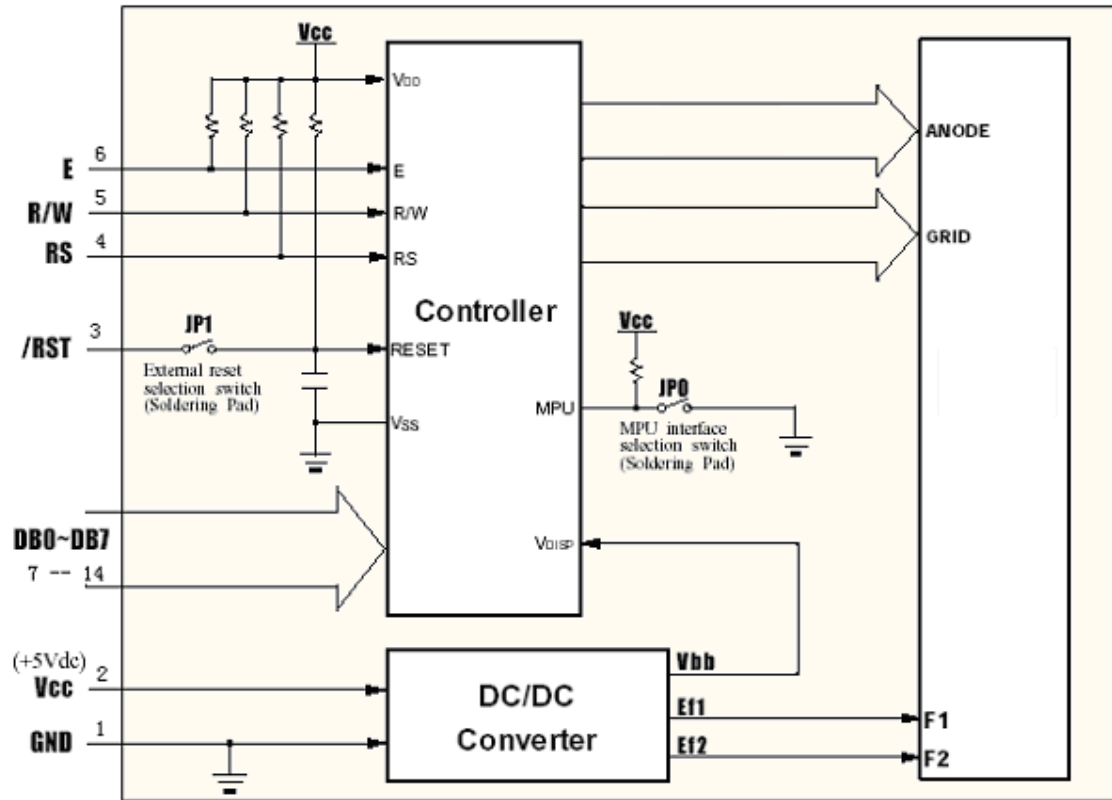 Vcc
VDD
6
E
E
5
R/W
R/W
4
RS
RS
ANODE
GRID
Controller
3
/RST
JP1
RESET
External reset
selection switch
(Soldering Pad)
VSS
Vcc
MPU
JP0
MPU interface
selection switch
(Soldering Pad)
DB0~DB7
7 -- 14
VDISP
(+5Vdc)
2
Vcc
1
GND
DC/DC
Converter
Vbb
Ef1
Ef2
F1
F2